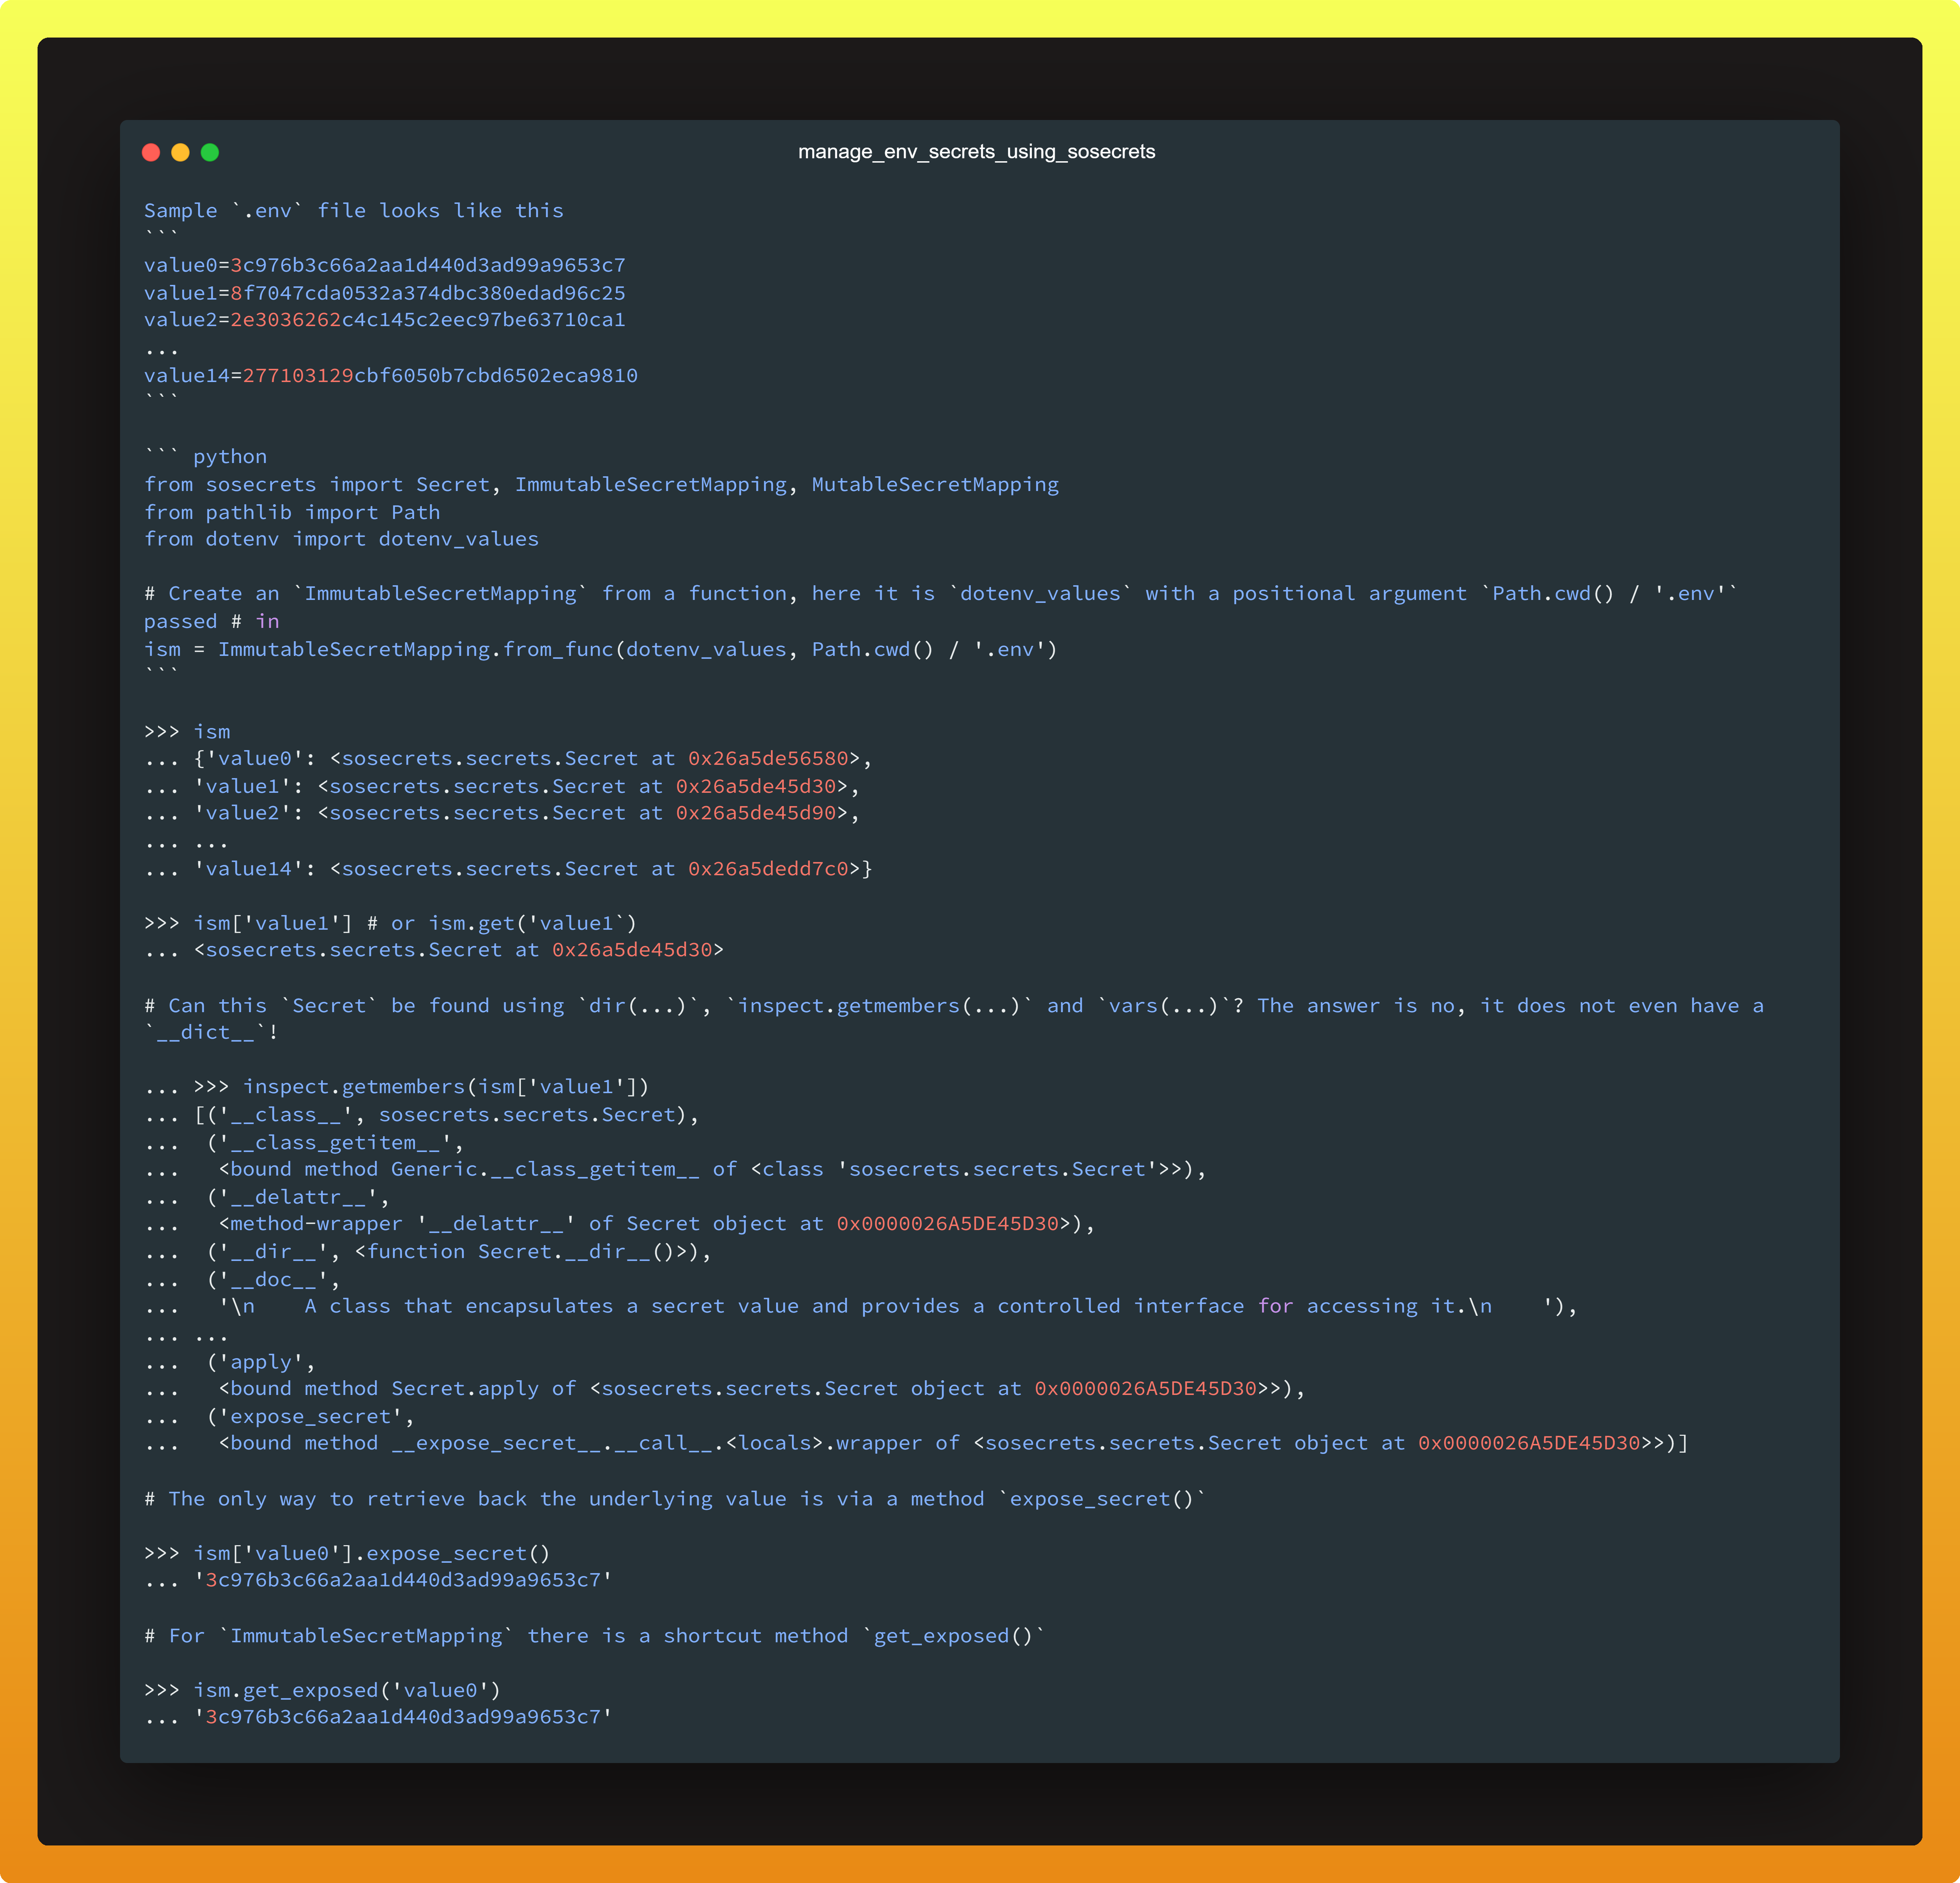 manage_env_secrets_using_sosecrets
Sample `.env` file looks like this
```
value0=3c976b3c66a2aa1d440d3ad99a9653c7
value1=8f7047cda0532a374dbc380edad96c25
value2=2e3036262c4c145c2eec97be63710ca1
...
value14=277103129cbf6050b7cbd6502eca9810
```
``` python
from sosecrets import Secret, ImmutableSecretMapping, MutableSecretMapping
from pathlib import Path
from dotenv import dotenv_values
# Create an `ImmutableSecretMapping` from a function, here it is `dotenv_values` with a positional argument `Path.cwd() / '.env'`
passed # in
ism = ImmutableSecretMapping.from_func(dotenv_values, Path.cwd() / '.env')
```
>>> ism
... {'value0': <sosecrets.secrets.Secret at 0x26a5de56580>,
... 'value1': <sosecrets.secrets.Secret at 0x26a5de45d30>,
... 'value2': <sosecrets.secrets.Secret at 0x26a5de45d90>,
... ...
... 'value14': <sosecrets.secrets.Secret at 0x26a5dedd7c0>}
>>> ism['value1'] # or ism.get('value1`)
... <sosecrets.secrets.Secret at 0x26a5de45d30>
# Can this `Secret` be found using `dir(...)`, `inspect.getmembers(...)` and `vars(...)`? The answer is no, it does not even have a
`__dict__`!
... >>> inspect.getmembers(ism['value1'])
... [('__class__', sosecrets.secrets.Secret),
...  ('__class_getitem__',
...   <bound method Generic.__class_getitem__ of <class 'sosecrets.secrets.Secret'>>),
...  ('__delattr__',
...   <method-wrapper '__delattr__' of Secret object at 0x0000026A5DE45D30>),
...  ('__dir__', <function Secret.__dir__()>),
...  ('__doc__',
...   '\n    A class that encapsulates a secret value and provides a controlled interface for accessing it.\n    '),
... ...
...  ('apply',
...   <bound method Secret.apply of <sosecrets.secrets.Secret object at 0x0000026A5DE45D30>>),
...  ('expose_secret',
...   <bound method __expose_secret__.__call__.<locals>.wrapper of <sosecrets.secrets.Secret object at 0x0000026A5DE45D30>>)]
# The only way to retrieve back the underlying value is via a method `expose_secret()`
>>> ism['value0'].expose_secret()
... '3c976b3c66a2aa1d440d3ad99a9653c7'
# For `ImmutableSecretMapping` there is a shortcut method `get_exposed()`
>>> ism.get_exposed('value0')
... '3c976b3c66a2aa1d440d3ad99a9653c7'